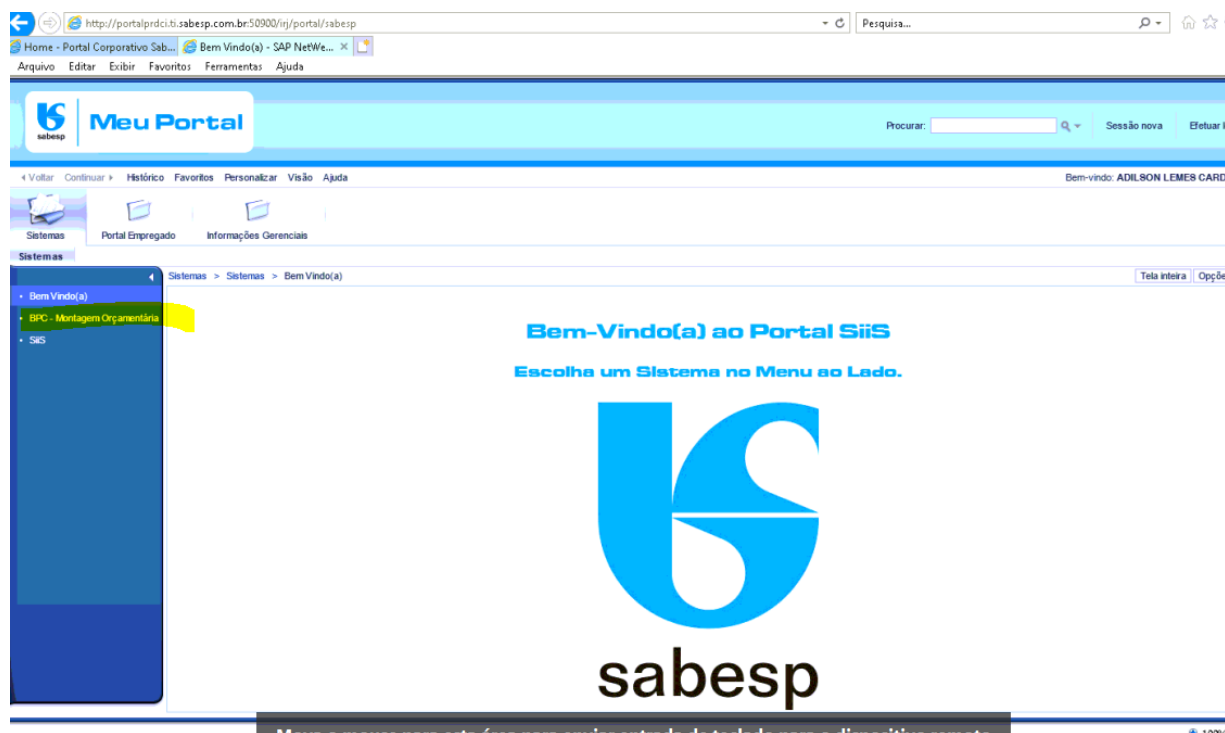 http://portalprdci.ti.sabesp.com.br:50900/irj/portal/sabesp
Pesquisa...
Home - Portal Corporativo Sab...
Bem Vindo(a) - SAP NetWe...
Arquivo Editar Exibir Favoritos Ferramentas Ajuda
sabesp
Meu Portal
Procurar:
Sessão nova
Efetuar
Voltar Continuar Histórico Favoritos Personalizar Visão Ajuda
Bem-vindo: ADILSON LEMES CARD
Sistemas
Portal Empregado
Informações Gerenciais
Sistemas
Sistemas > Sistemas > Bem Vindo(a)
Tela inteira
Opçõe
Bem Vindo(a)
BPC - Montagem Orçamentária
SiiS
Bem-Vindo(a) ao Portal SiiS
Escolha um Sistema no Menu ao Lado.
sabesp